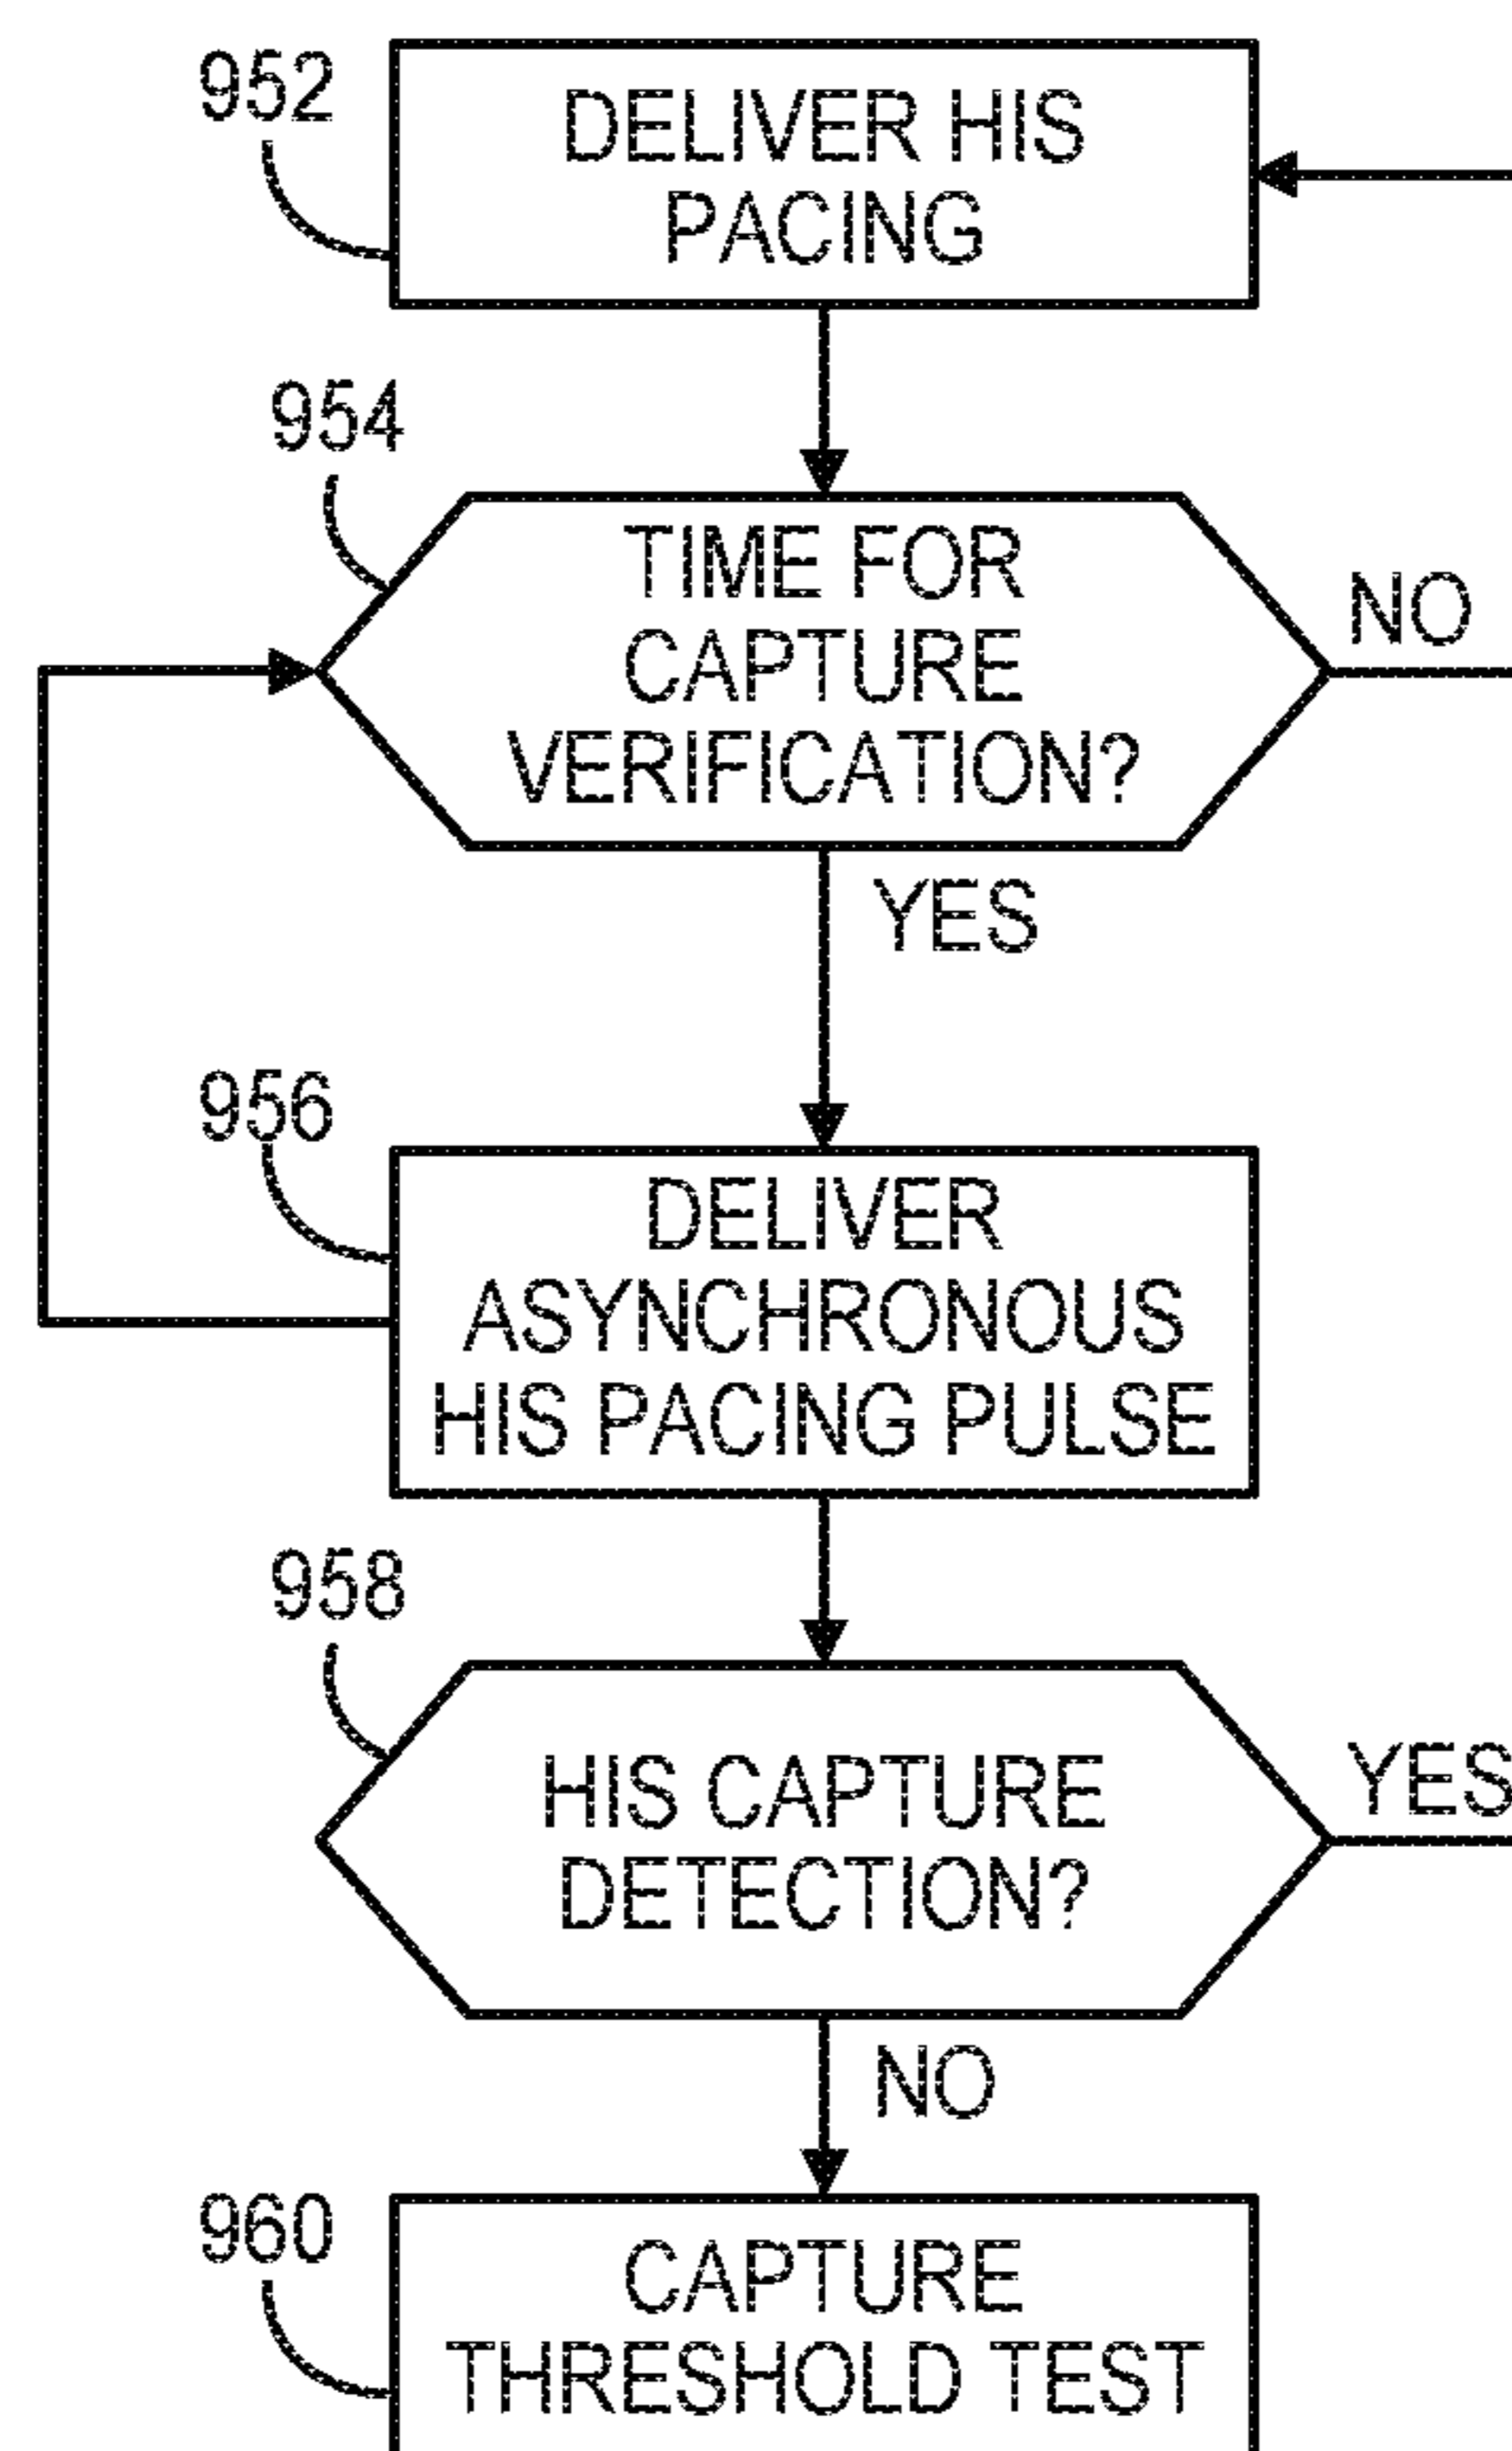 952
DELIVER HIS
PACING
954
TIME FOR
CAPTURE
VERIFICATION?
NO
YES
956
DELIVER
ASYNCHRONOUS
HIS PACING PULSE
958
HIS CAPTURE
DETECTION?
YES
NO
960
CAPTURE
THRESHOLD TEST